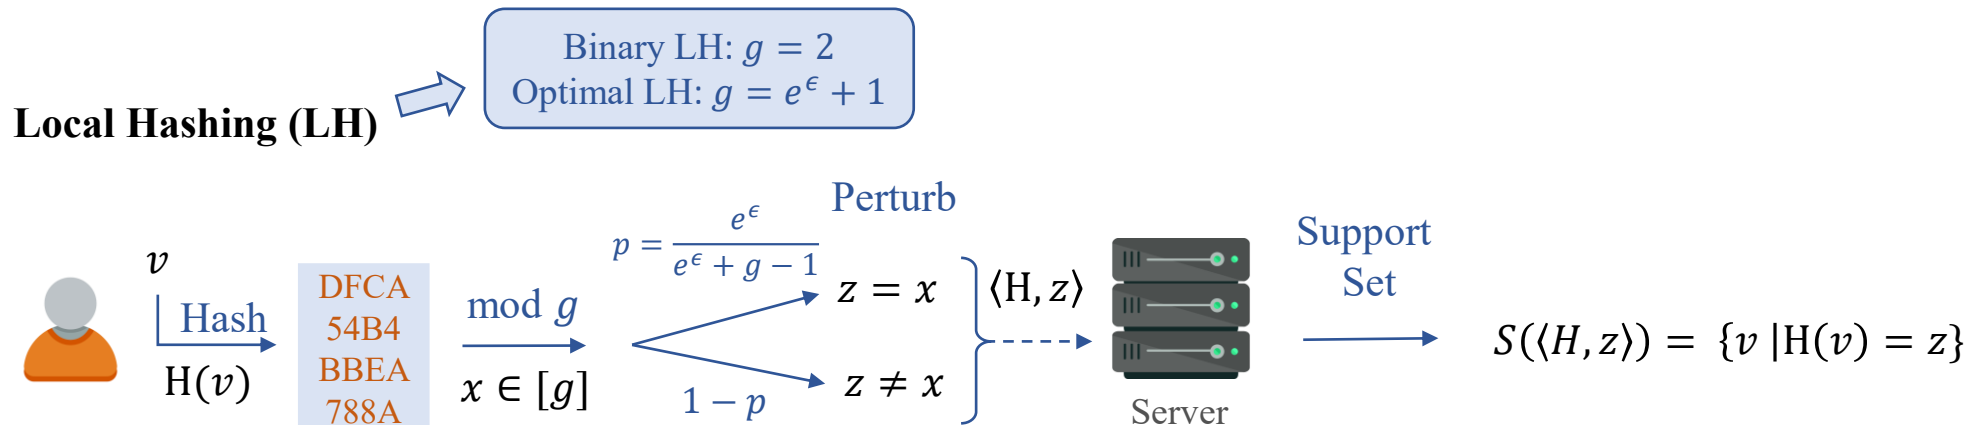 Binary LH: g = 2
Optimal LH: g = e^ϵ + 1
Local Hashing (LH)
v
Hash
H(v)
DFCA
54B4
BBEA
788A
mod g
x ∈ [g]
Perturb
p = e^ϵ / (e^ϵ + g − 1)
z = x
1 − p
z ≠ x
⟨H, z⟩
Server
Support
Set
S(⟨H, z⟩) = {v |H(v) = z}